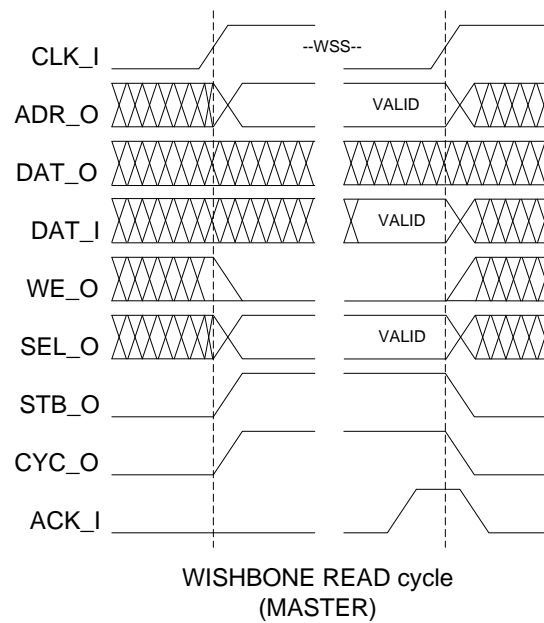 CLK_I
--WSS--
ADR_O
VALID
DAT_O
DAT_I
VALID
WE_O
SEL_O
VALID
STB_O
CYC_O
ACK_I
WISHBONE READ cycle
(MASTER)